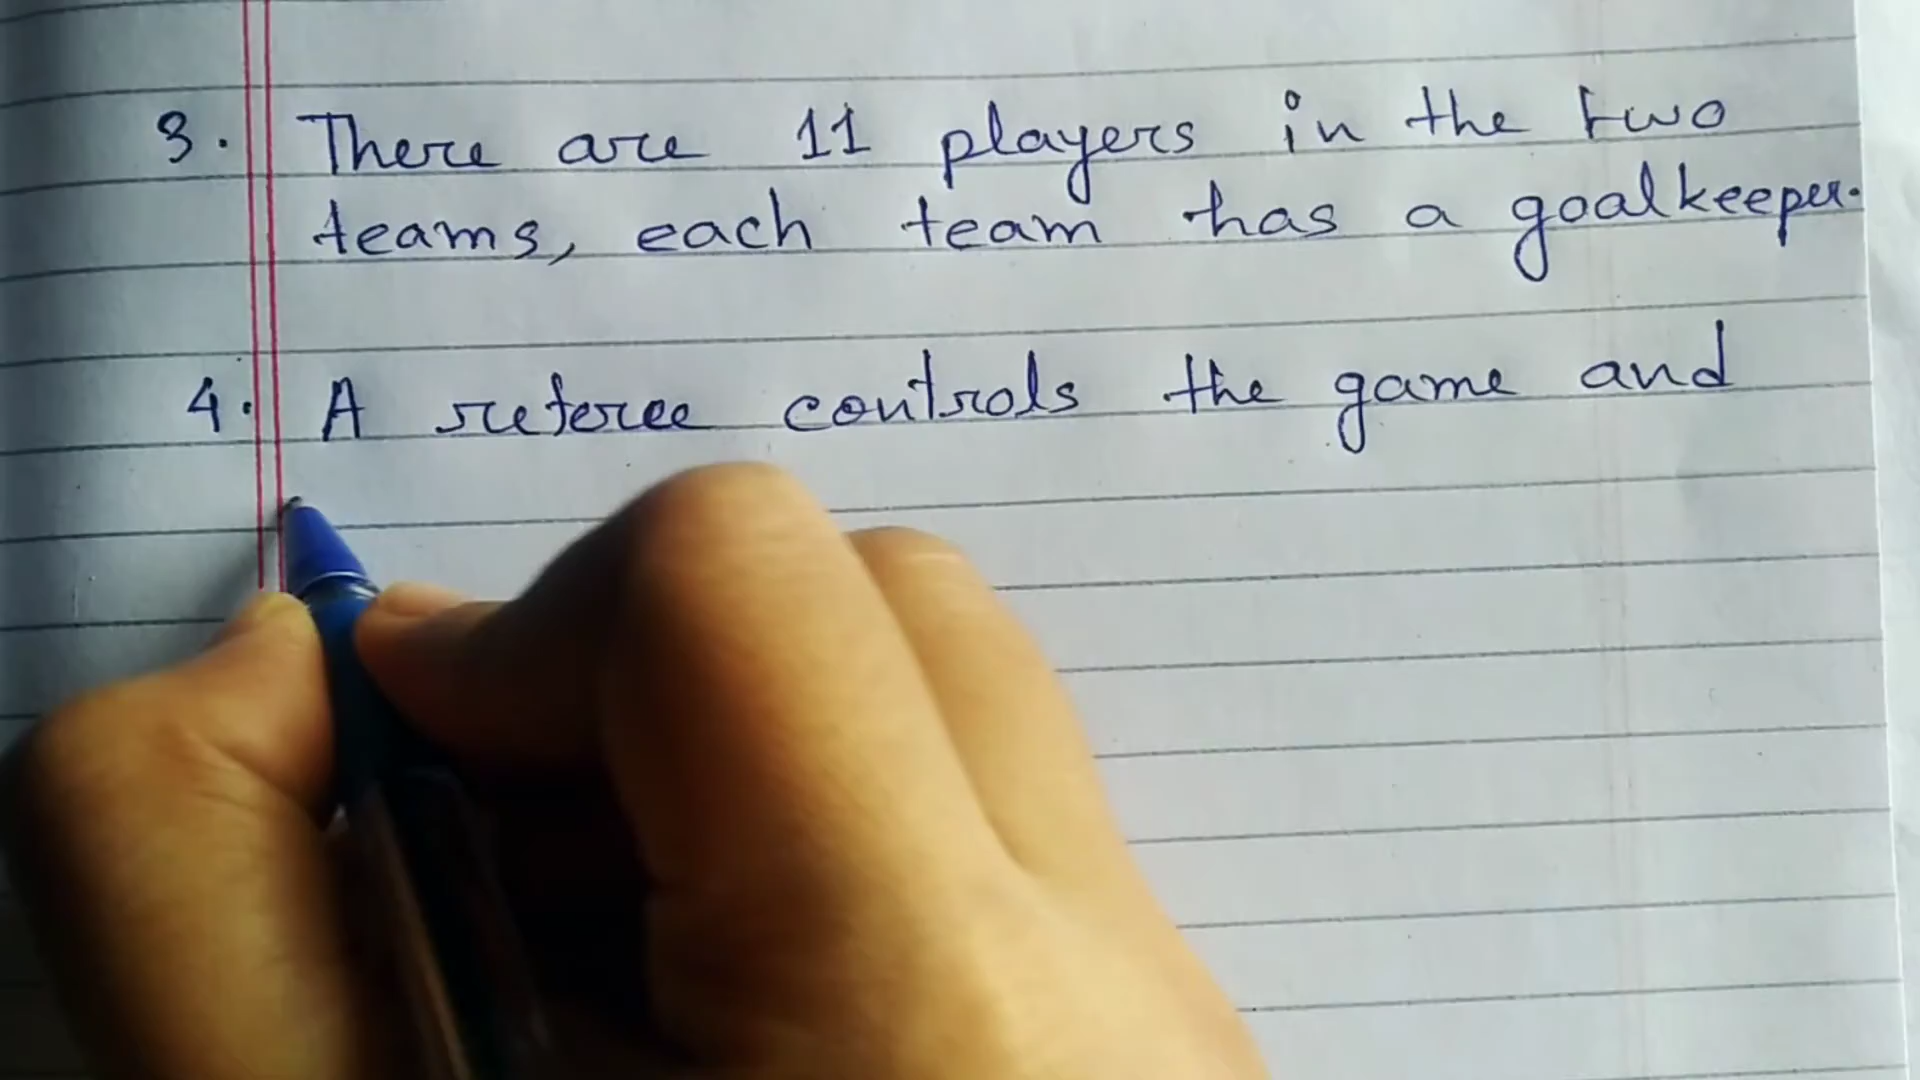 3. There are 11 players in the two
teams, each team has a goalkeeper.
4. A referee controls the game and